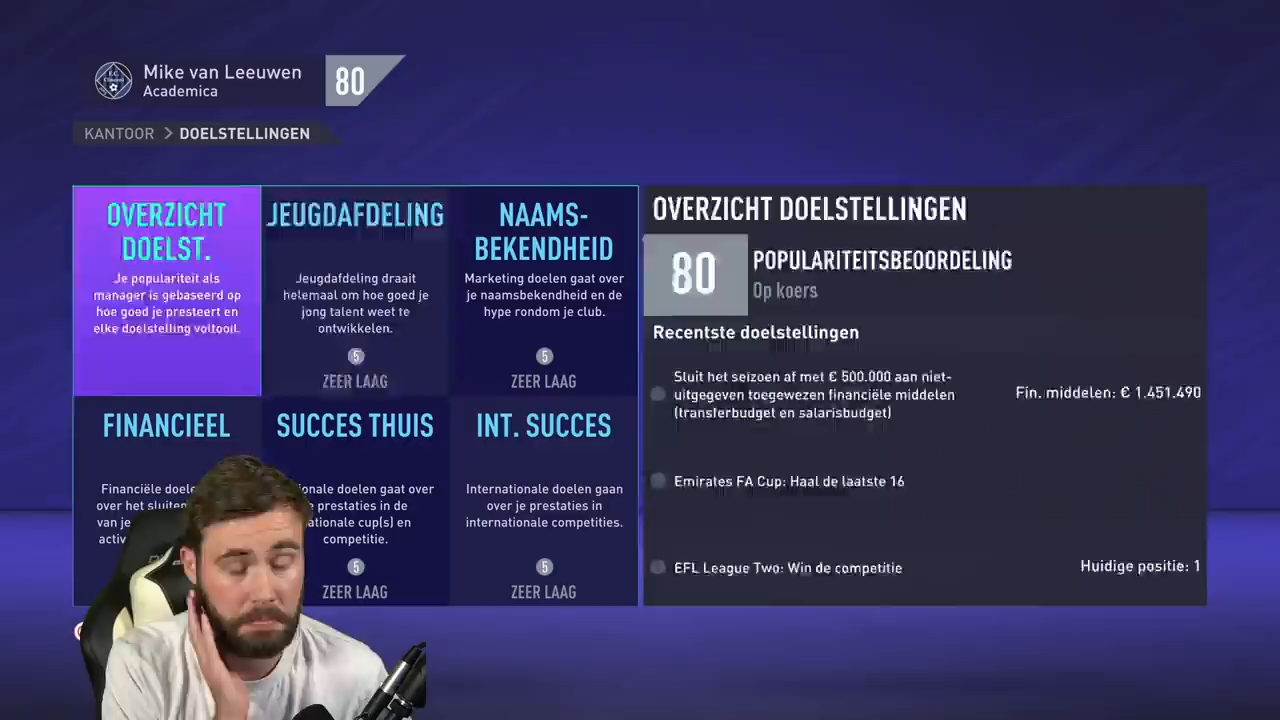 Mike van Leeuwen
Academica
80
KANTOOR > DOELSTELLINGEN
OVERZICHT
DOELST.
Je populariteit als
manager is gebaseerd op
hoe goed je presteert en
elke doelstelling voltooit.
JEUGDAFDELING
Jeugdafdeling draait
helemaal om hoe goed je
jong talent weet te
ontwikkelen.
5
ZEER LAAG
NAAMS-
BEKENDHEID
Marketing doelen gaat over
je naamsbekendheid en de
hype rondom je club.
5
ZEER LAAG
FINANCIEEL
Financiële
over het
van je
SUCCES THUIS
gaat over
prestaties in de
cup(s) en
competitie.
5
ZEER LAAG
INT. SUCCES
Internationale doelen gaan
over je prestaties in
internationale competities.
5
ZEER LAAG
OVERZICHT DOELSTELLINGEN
80
POPULARITEITSBEOORDELING
Op koers
Recentste doelstellingen
Sluit het seizoen af met € 500.000 aan niet-
uitgegeven toegewezen financiële middelen
(transferbudget en salarisbudget)
Fin. middelen: € 1.451.490
Emirates FA Cup: Haal de laatste 16
EFL League Two: Win de competitie
Huidige positie: 1